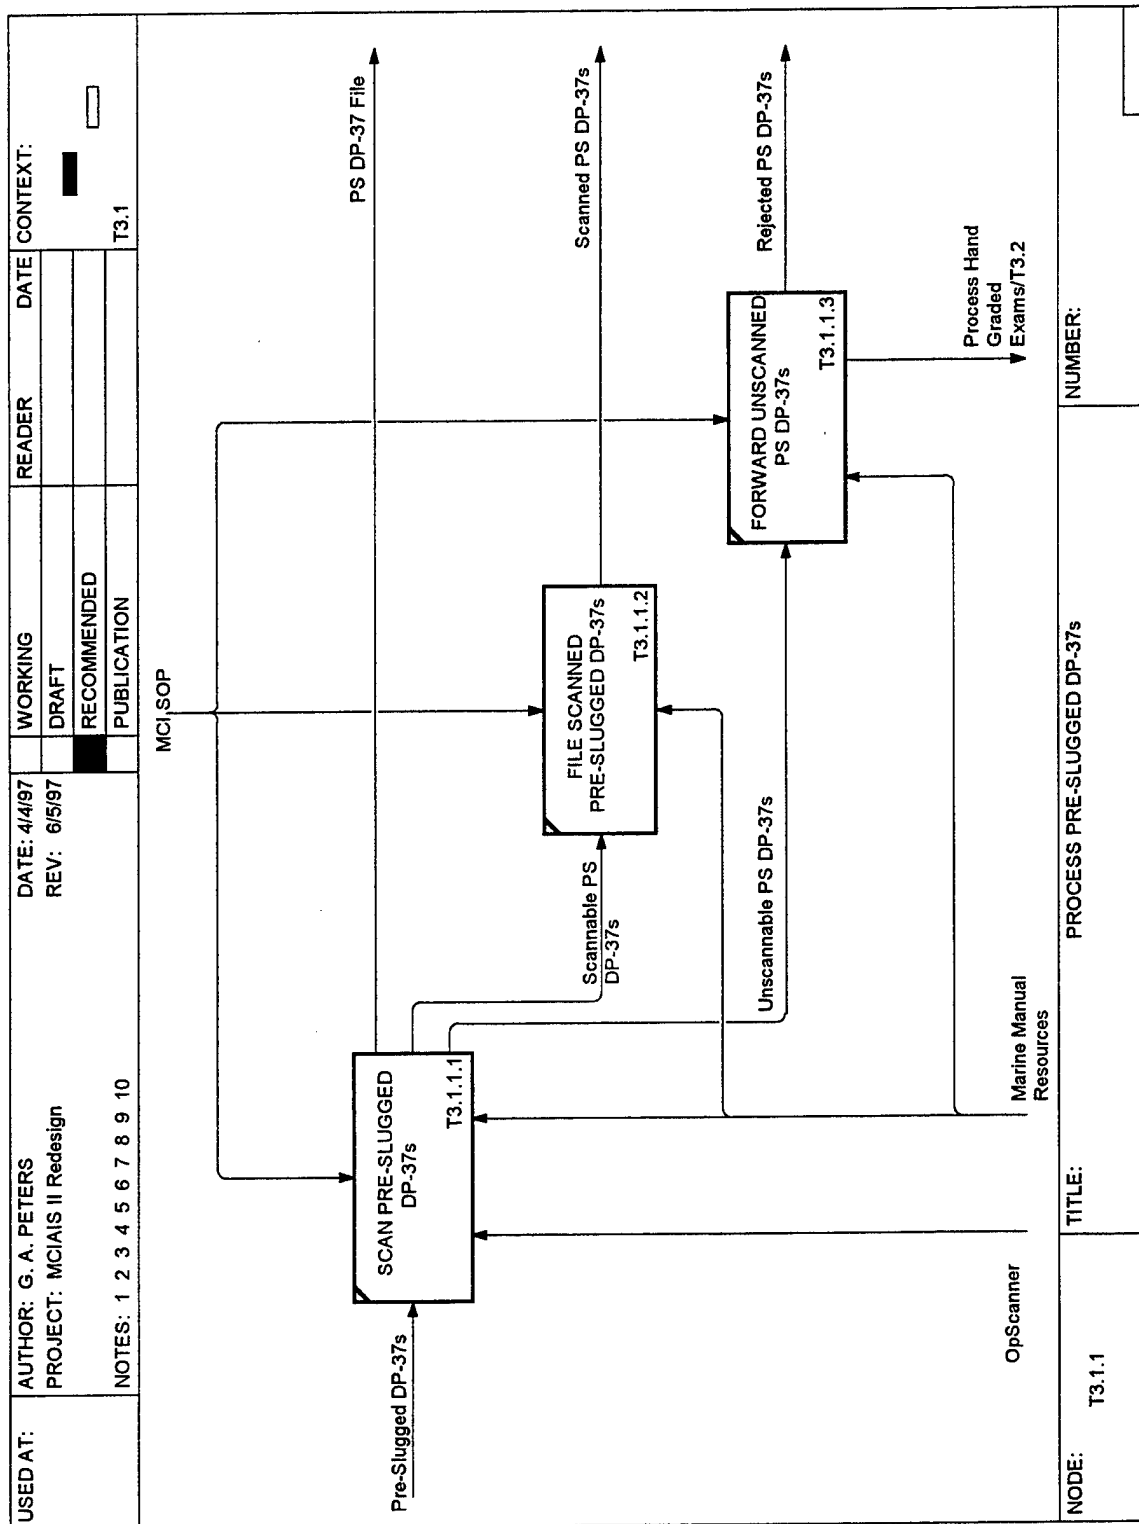 USED AT:
AUTHOR: G. A. PETERS
PROJECT: MCIAIS II Redesign
NOTES: 1 2 3 4 5 6 7 8 9 10
DATE: 4/4/97
REV: 6/5/97
WORKING
DRAFT
RECOMMENDED
PUBLICATION
READER
DATE
CONTEXT:
T3.1
MCI SOP
PS DP-37 File
Pre-Slugged DP-37s
SCAN PRE-SLUGGED
DP-37s
T3.1.1.1
Scannable PS
DP-37s
FILE SCANNED
PRE-SLUGGED DP-37s
T3.1.1.2
Scanned PS DP-37s
Unscannable PS DP-37s
FORWARD UNSCANNED
PS DP-37s
T3.1.1.3
Rejected PS DP-37s
Process Hand
Graded
Exams/T3.2
OpScanner
Marine Manual
Resources
NODE:
T3.1.1
TITLE:
PROCESS PRE-SLUGGED DP-37s
NUMBER: